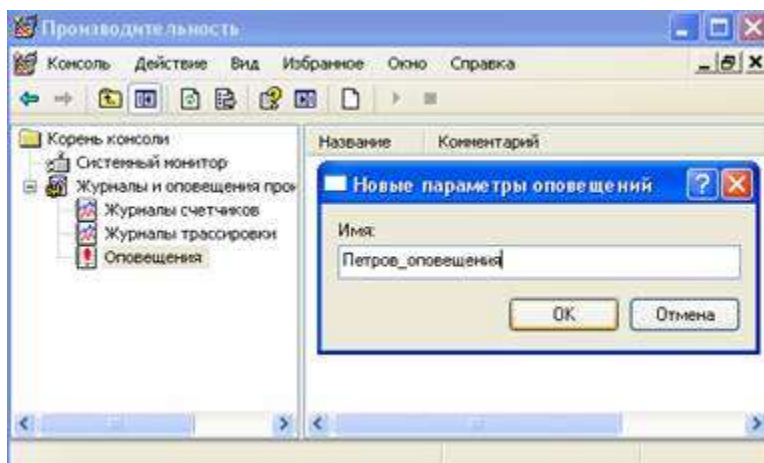 Производительность
Консоль Действие Вид Избранное Окно Справка
Корень консоли
Системный монитор
Журналы и оповещения прои
Журналы счетчиков
Журналы трассировки
Оповещения
Название Комментарий
Новые параметры оповещений
Имя:
Петров_оповещения
OK Отмена